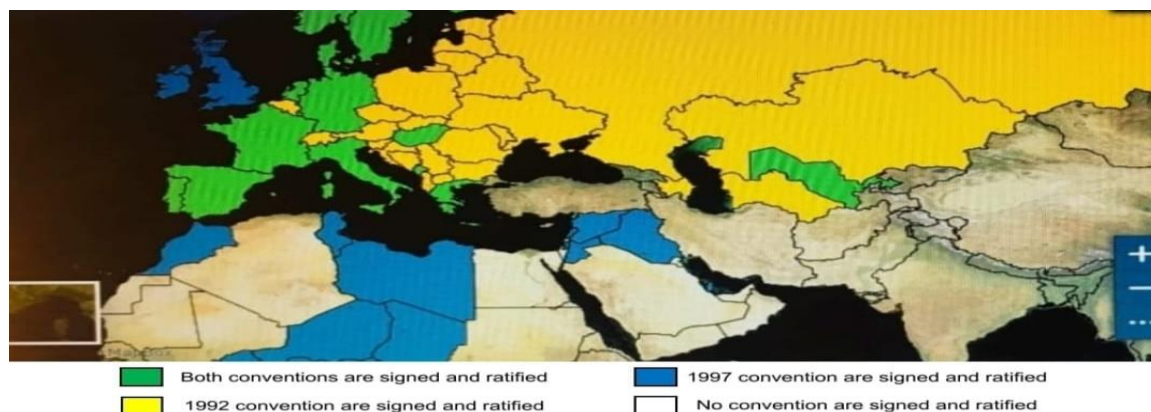 MapBox
Both conventions are signed and ratified
1997 convention are signed and ratified
1992 convention are signed and ratified
No convention are signed and ratified